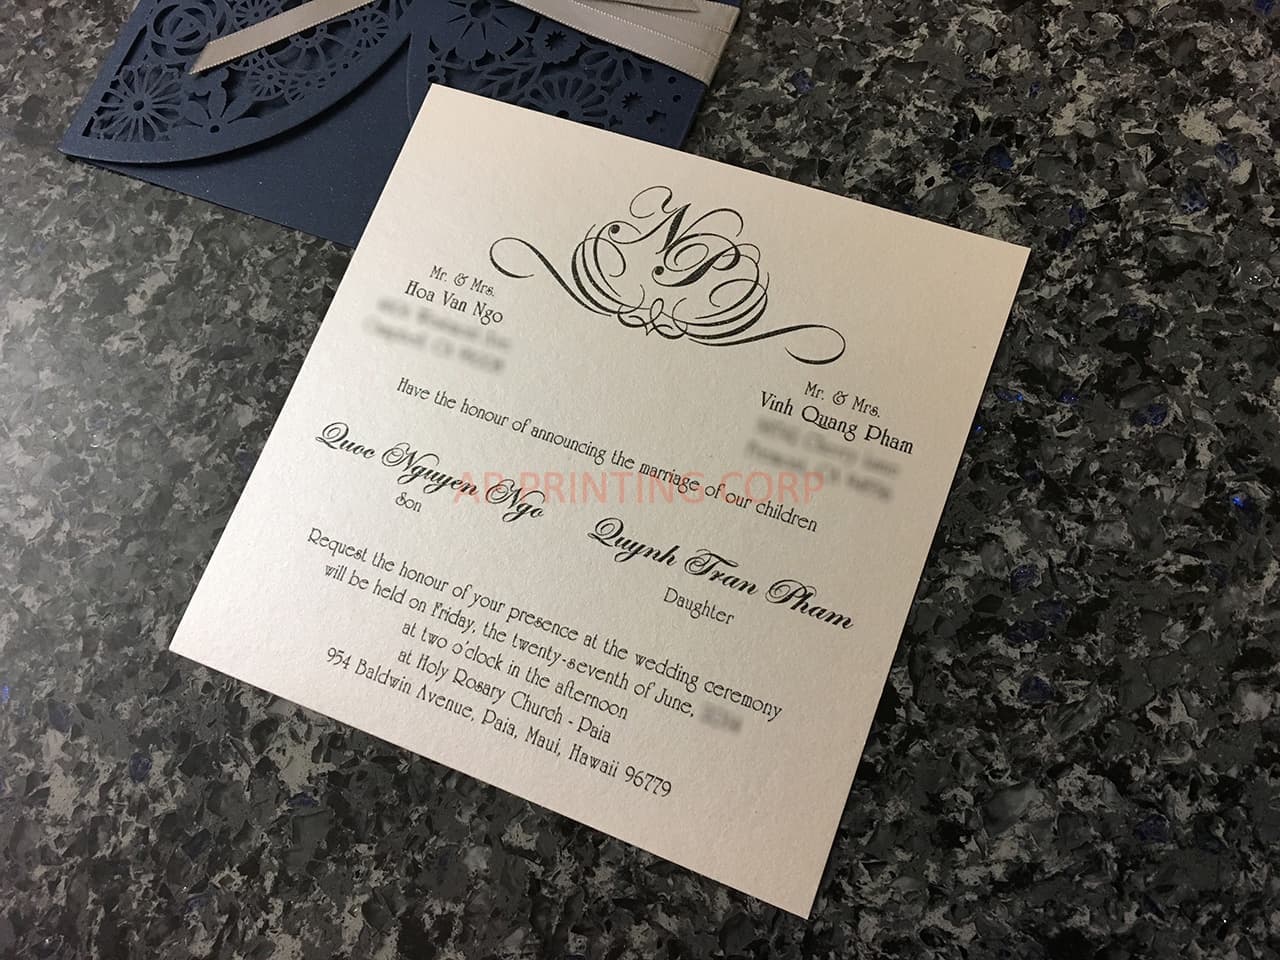 NP
Mr. & Mrs.
Hoa Van Ngo
Mr. & Mrs.
Vinh Quang Pham
Have the honour of announcing the marriage of our children
Quoc Nguyen Ngo
Son
Quynh Tran Pham
Daughter
Request the honour of your presence at the wedding ceremony
will be held on Friday, the twenty-seventh of June,
at two o'clock in the afternoon
at Holy Rosary Church - Paia
954 Baldwin Avenue, Paia, Maui, Hawaii 96779
AP PRINTING CORP